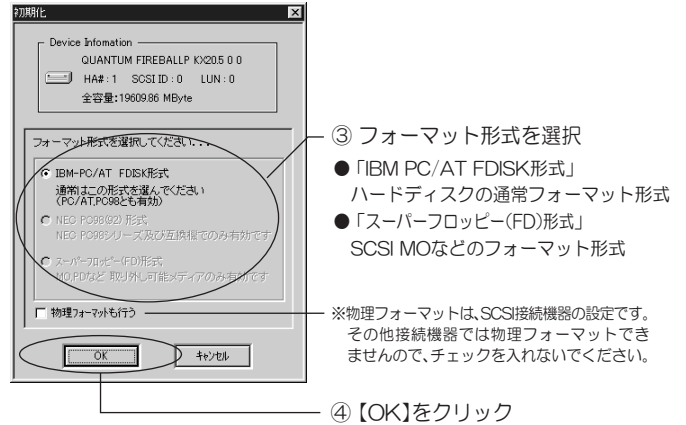 初期化
Device Infomation
QUANTUM FIREBALLP KX20.5 0 0
HA# : 1 SCSI ID : 0 LUN : 0
全容量:19609.86 MByte
フォーマット形式を選択してください...
IBM-PC/AT FDISK形式
通常はこの形式を選んでください
(PC/AT,PC98とも有効)
NEC PC98(92) 形式
NEC PC98シリーズ及び互換機でのみ有効です
スーパーフロッピー(FD)形式
MO,PDなど 取り外し可能メディアのみ有効です
物理フォーマットも行う
OK
キャンセル
③ フォーマット形式を選択
●「IBM PC/AT FDISK形式」
ハードディスクの通常フォーマット形式
●「スーパーフロッピー(FD)形式」
SCSI MOなどのフォーマット形式
※物理フォーマットは、SCSI接続機器の設定です。
その他接続機器では物理フォーマットでき
ませんので、チェックを入れないでください。
④【OK】をクリック